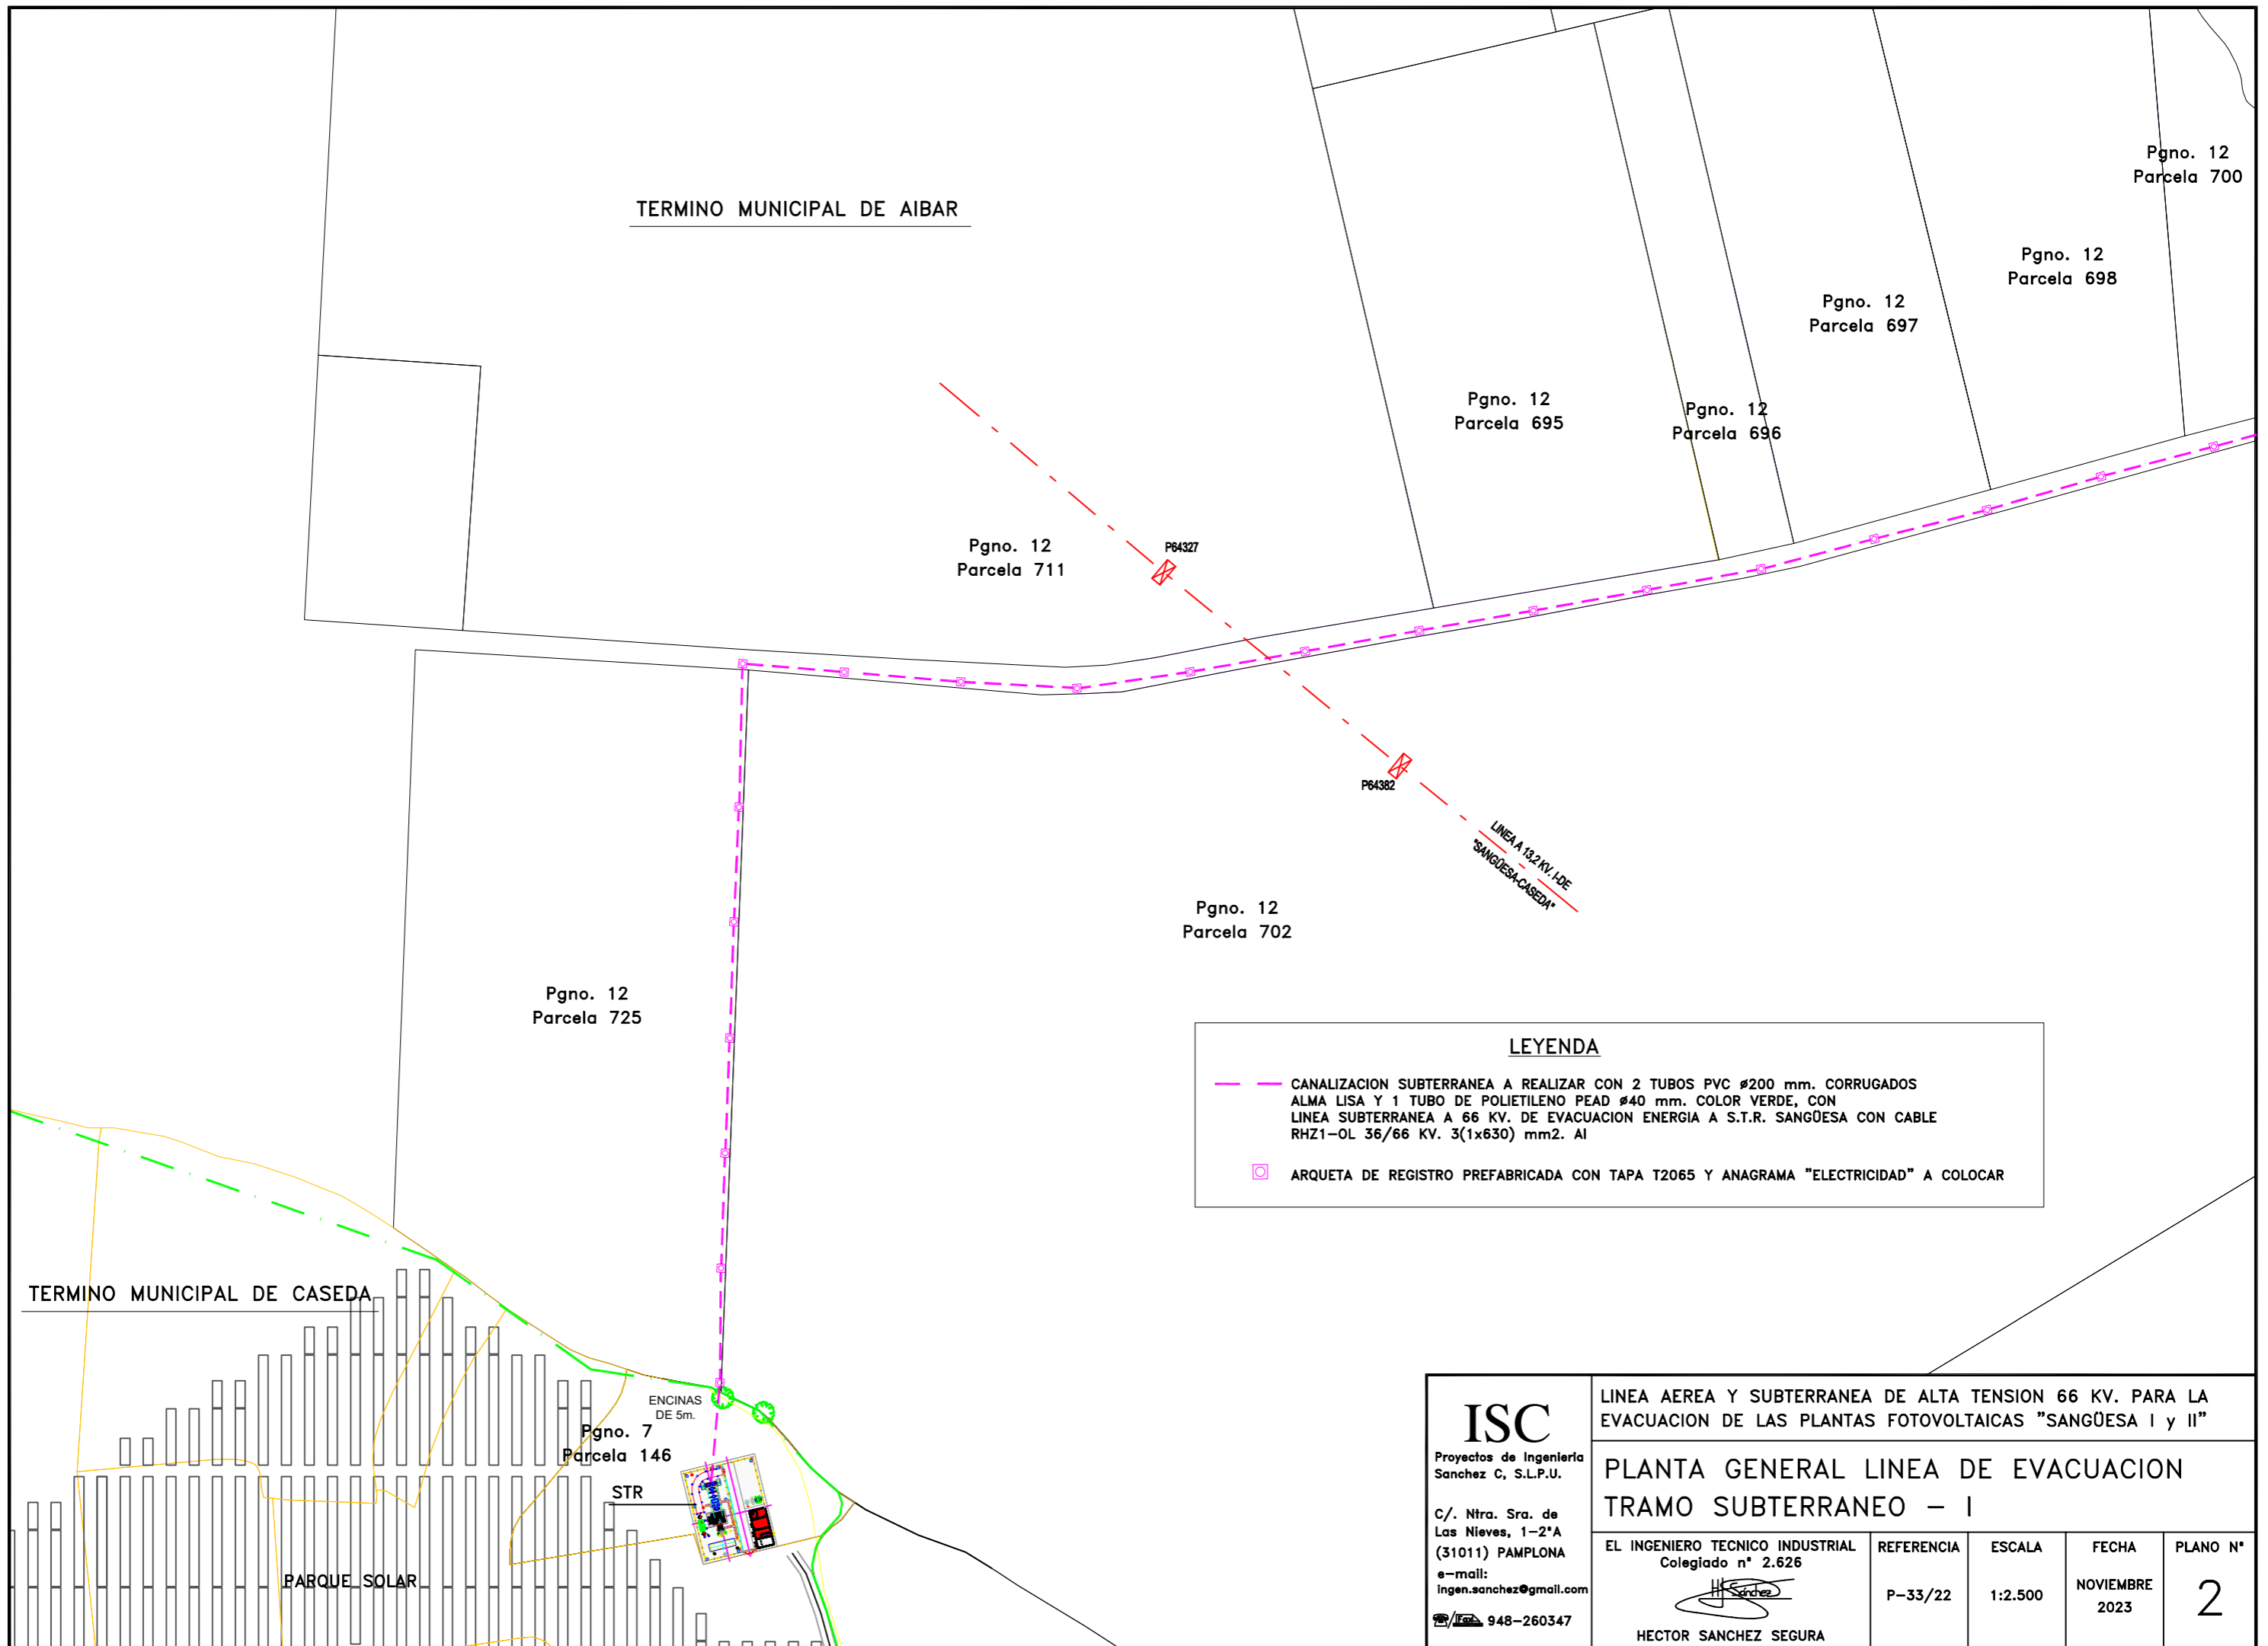 TERMINO MUNICIPAL DE AIBAR
Pgno. 12
Parcela 700
Pgno. 12
Parcela 698
Pgno. 12
Parcela 697
Pgno. 12
Parcela 695
Pgno. 12
Parcela 696
Pgno. 12
Parcela 711
P64327
P64382
LINEA A 13,2 KV. I-DE
"SANGÜESA-CASEDA"
Pgno. 12
Parcela 702
Pgno. 12
Parcela 725
LEYENDA
CANALIZACION SUBTERRANEA A REALIZAR CON 2 TUBOS PVC ø200 mm. CORRUGADOS
ALMA LISA Y 1 TUBO DE POLIETILENO PEAD ø40 mm. COLOR VERDE, CON
LINEA SUBTERRANEA A 66 KV. DE EVACUACION ENERGIA A S.T.R. SANGÜESA CON CABLE
RHZ1-OL 36/66 KV. 3(1x630) mm2. Al
ARQUETA DE REGISTRO PREFABRICADA CON TAPA T2065 Y ANAGRAMA "ELECTRICIDAD" A COLOCAR
TERMINO MUNICIPAL DE CASEDA
ENCINAS
DE 5m.
Pgno. 7
Parcela 146
STR
PARQUE SOLAR
ISC
Proyectos de Ingenieria
Sanchez C, S.L.P.U.
C/. Ntra. Sra. de
Las Nieves, 1-2ºA
(31011) PAMPLONA
e-mail:
ingen.sanchez@gmail.com
/Fax 948-260347
LINEA AEREA Y SUBTERRANEA DE ALTA TENSION 66 KV. PARA LA
EVACUACION DE LAS PLANTAS FOTOVOLTAICAS "SANGÜESA I y II"
PLANTA GENERAL LINEA DE EVACUACION
TRAMO SUBTERRANEO - I
EL INGENIERO TECNICO INDUSTRIAL
Colegiado nº 2.626
Sánchez
HECTOR SANCHEZ SEGURA
REFERENCIA
P-33/22
ESCALA
1:2.500
FECHA
NOVIEMBRE
2023
PLANO Nº
2